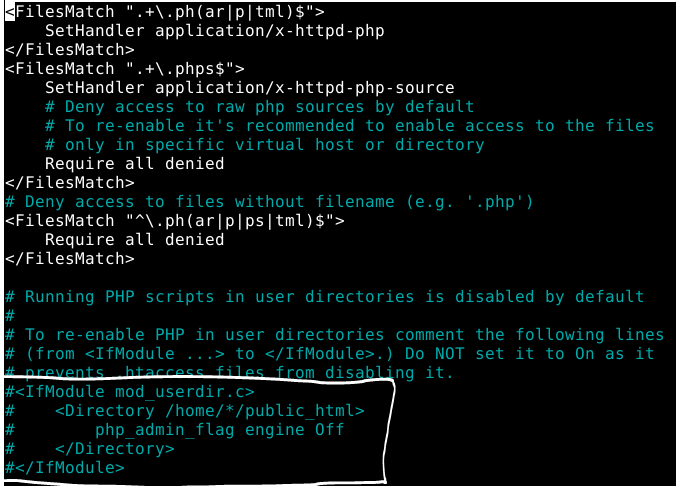 <FilesMatch ".+\.ph(ar|p|tml)$">
    SetHandler application/x-httpd-php
</FilesMatch>
<FilesMatch ".+\.phps$">
    SetHandler application/x-httpd-php-source
    # Deny access to raw php sources by default
    # To re-enable it's recommended to enable access to the files
    # only in specific virtual host or directory
    Require all denied
</FilesMatch>
# Deny access to files without filename (e.g. '.php')
<FilesMatch "^\.ph(ar|p|ps|tml)$">
    Require all denied
</FilesMatch>

# Running PHP scripts in user directories is disabled by default
#
# To re-enable PHP in user directories comment the following lines
# (from <IfModule ...> to </IfModule>.) Do NOT set it to On as it
# prevents .htaccess files from disabling it.
#<IfModule mod_userdir.c>
#    <Directory /home/*/public_html>
#        php_admin_flag engine Off
#    </Directory>
#</IfModule>